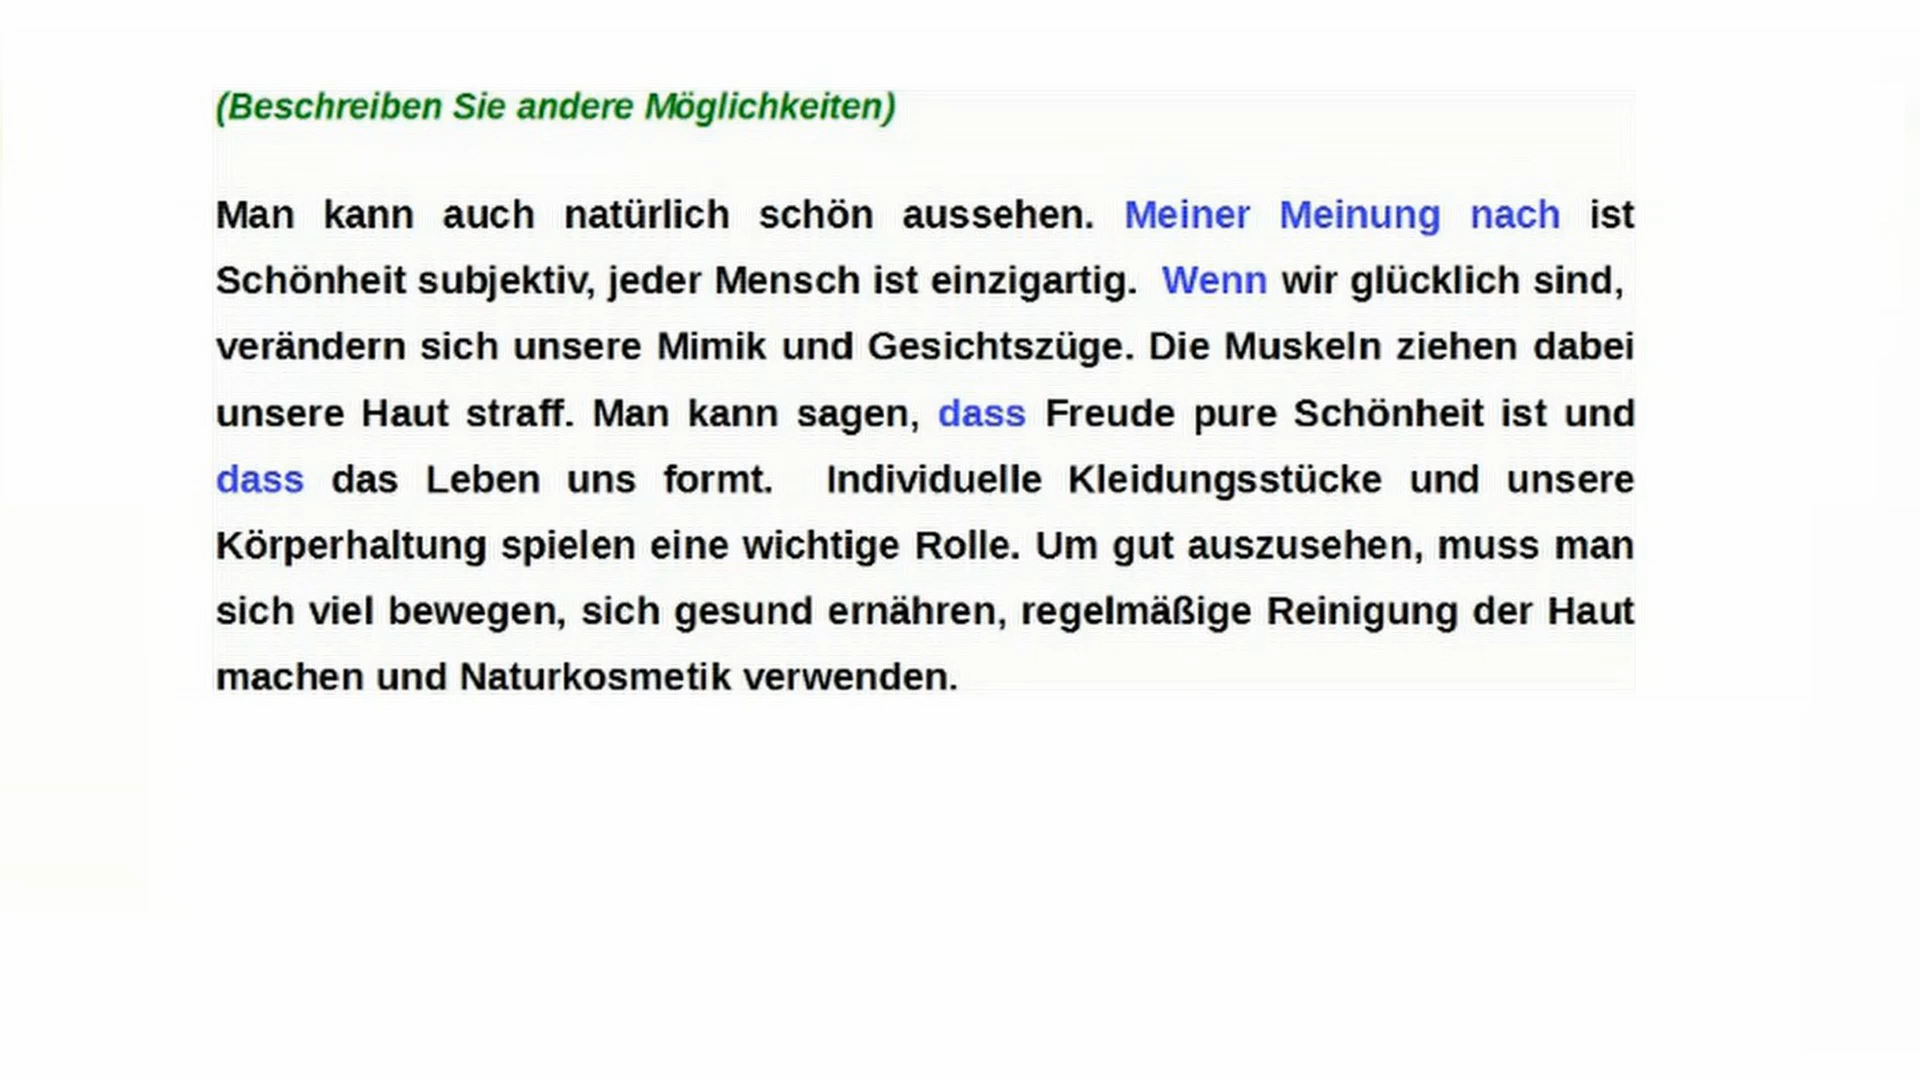 (Beschreiben Sie andere Möglichkeiten)
Man kann auch natürlich schön aussehen. Meiner Meinung nach ist
Schönheit subjektiv, jeder Mensch ist einzigartig. Wenn wir glücklich sind,
verändern sich unsere Mimik und Gesichtszüge. Die Muskeln ziehen dabei
unsere Haut straff. Man kann sagen, dass Freude pure Schönheit ist und
dass das Leben uns formt. Individuelle Kleidungsstücke und unsere
Körperhaltung spielen eine wichtige Rolle. Um gut auszusehen, muss man
sich viel bewegen, sich gesund ernähren, regelmäßige Reinigung der Haut
machen und Naturkosmetik verwenden.